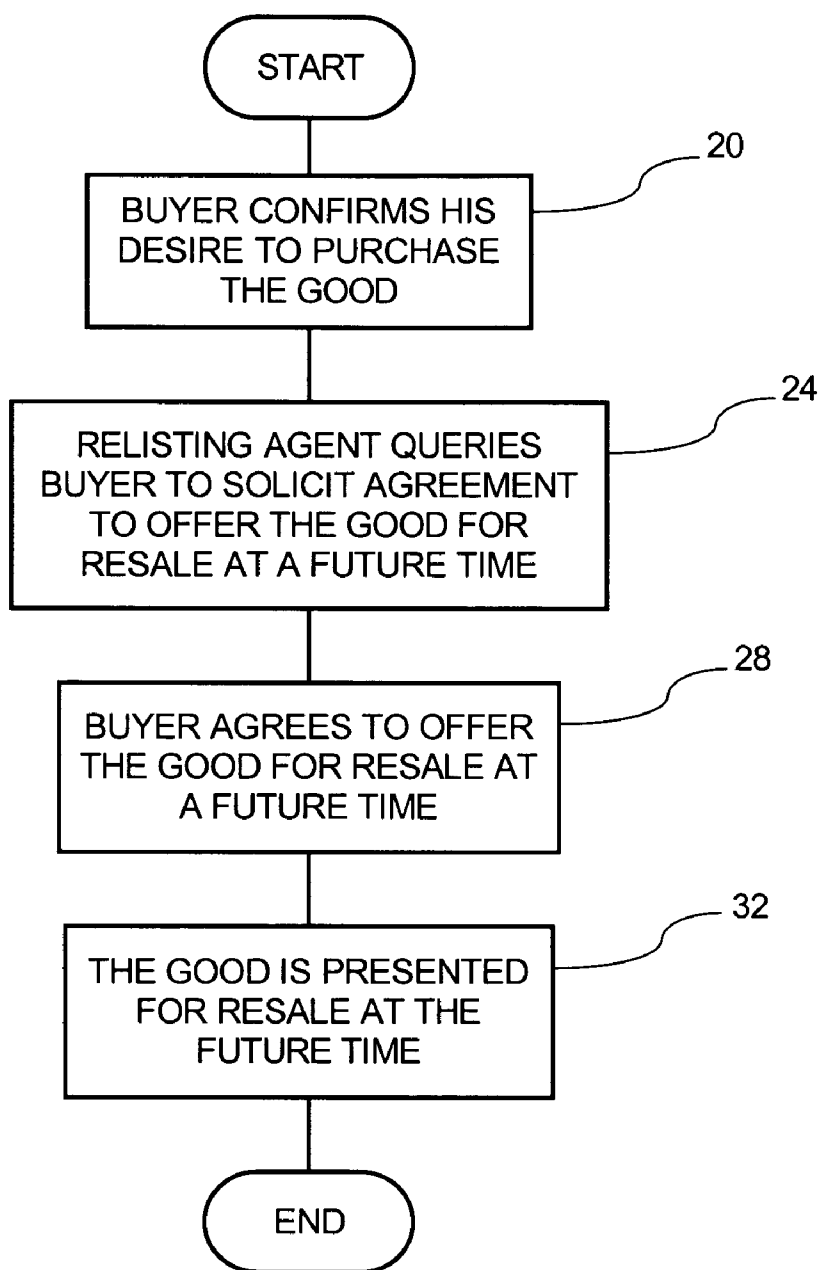 START
20
BUYER CONFIRMS HIS
DESIRE TO PURCHASE
THE GOOD
24
RELISTING AGENT QUERIES
BUYER TO SOLICIT AGREEMENT
TO OFFER THE GOOD FOR
RESALE AT A FUTURE TIME
28
BUYER AGREES TO OFFER
THE GOOD FOR RESALE AT
A FUTURE TIME
32
THE GOOD IS PRESENTED
FOR RESALE AT THE
FUTURE TIME
END